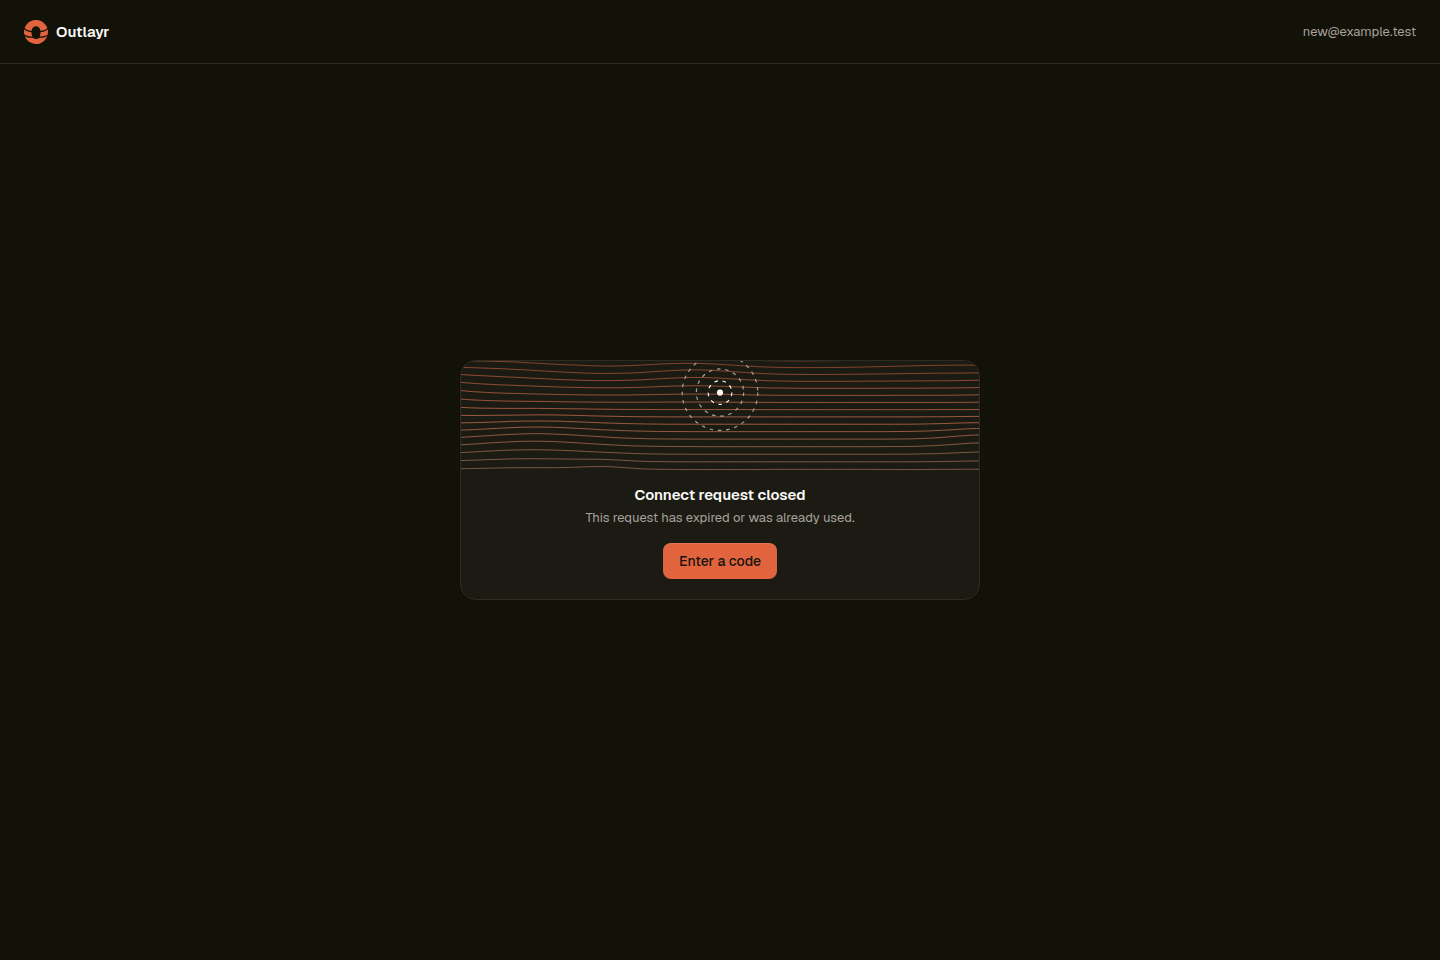 Outlayr
new@example.test
Connect request closed
This request has expired or was already used.
Enter a code